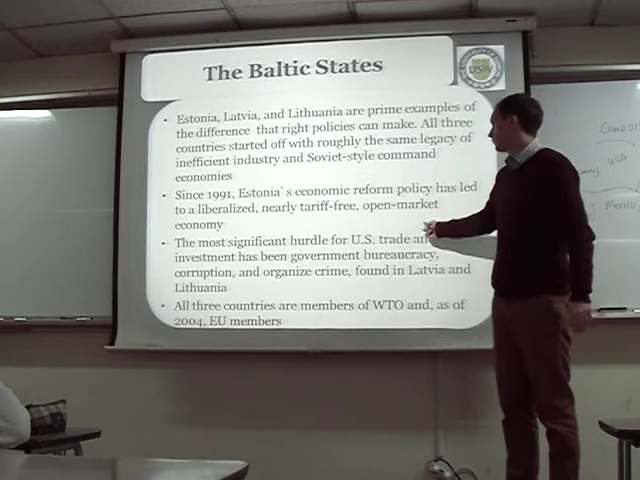 The Baltic States
• Estonia, Latvia, and Lithuania are prime examples of
the difference that right policies can make. All three
countries started off with roughly the same legacy of
inefficient industry and Soviet-style command
economies
• Since 1991, Estonia's economic reform policy has led
to a liberalized, nearly tariff-free, open-market
economy
• The most significant hurdle for U.S. trade an
investment has been government bureaucracy,
corruption, and organize crime, found in Latvia and
Lithuania
• All three countries are members of WTO and, as of
2004, EU members
USA
Mexico